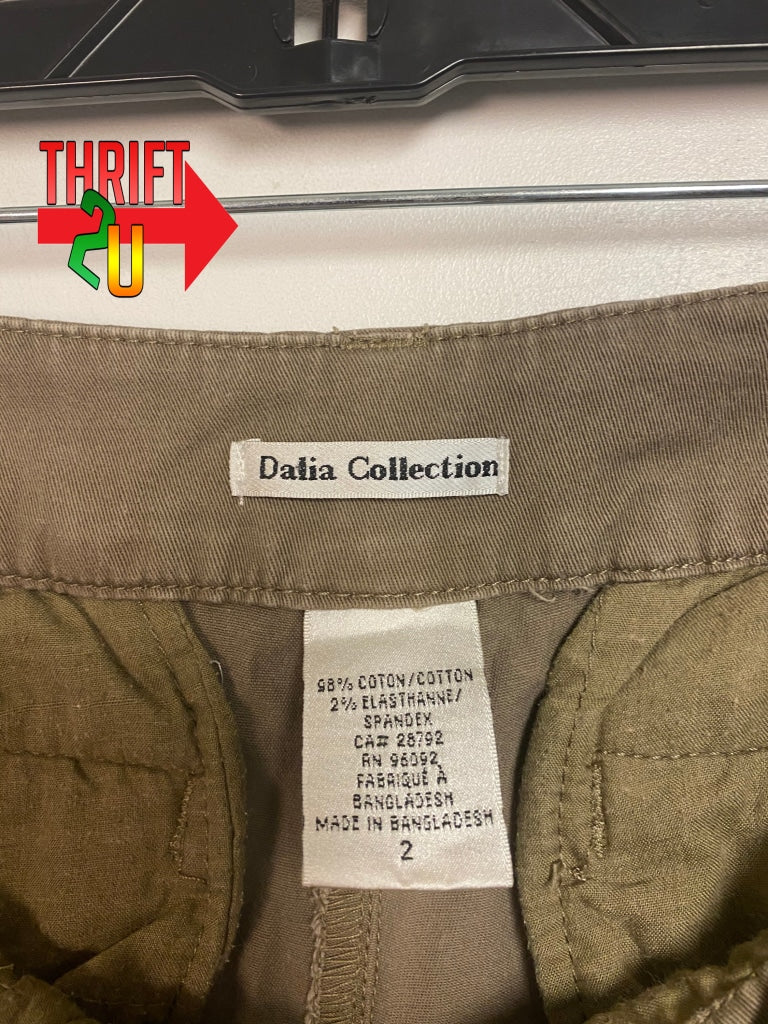 THRIFT
2U
Dalia Collection
98% COTON/COTTON
2% ELASTHANNE/
SPANDEX
CA# 28792
RN 96092
FABRIQUÉ À
BANGLADESH
MADE IN BANGLADESH
2